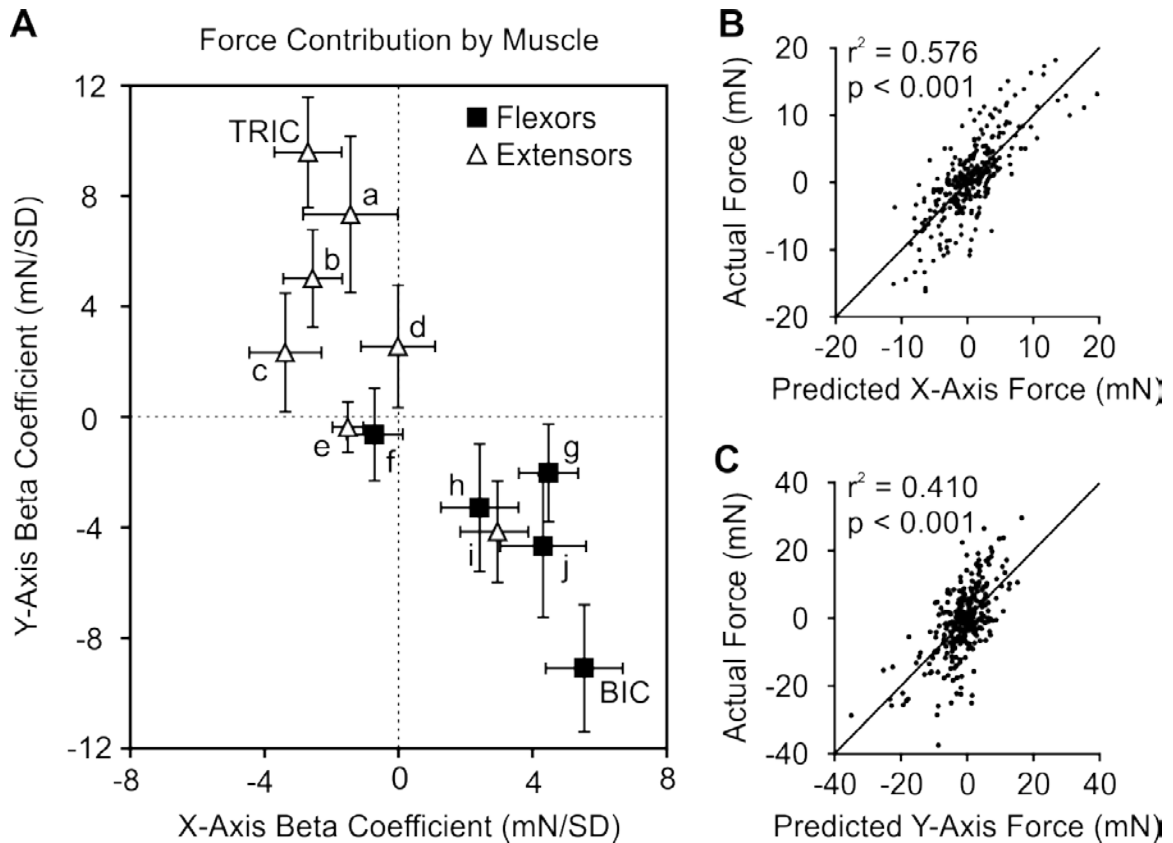 A
Force Contribution by Muscle
Y-Axis Beta Coefficient (mN/SD)
12
8
4
0
-4
-8
-12
-8
-4
0
4
8
X-Axis Beta Coefficient (mN/SD)
Flexors
Extensors
TRIC
a
b
c
d
e
f
g
h
i
j
BIC
B
r² = 0.576
p < 0.001
Actual Force (mN)
20
10
0
-10
-20
-20
-10
0
10
20
Predicted X-Axis Force (mN)
C
r² = 0.410
p < 0.001
Actual Force (mN)
40
20
0
-20
-40
-40
-20
0
20
40
Predicted Y-Axis Force (mN)